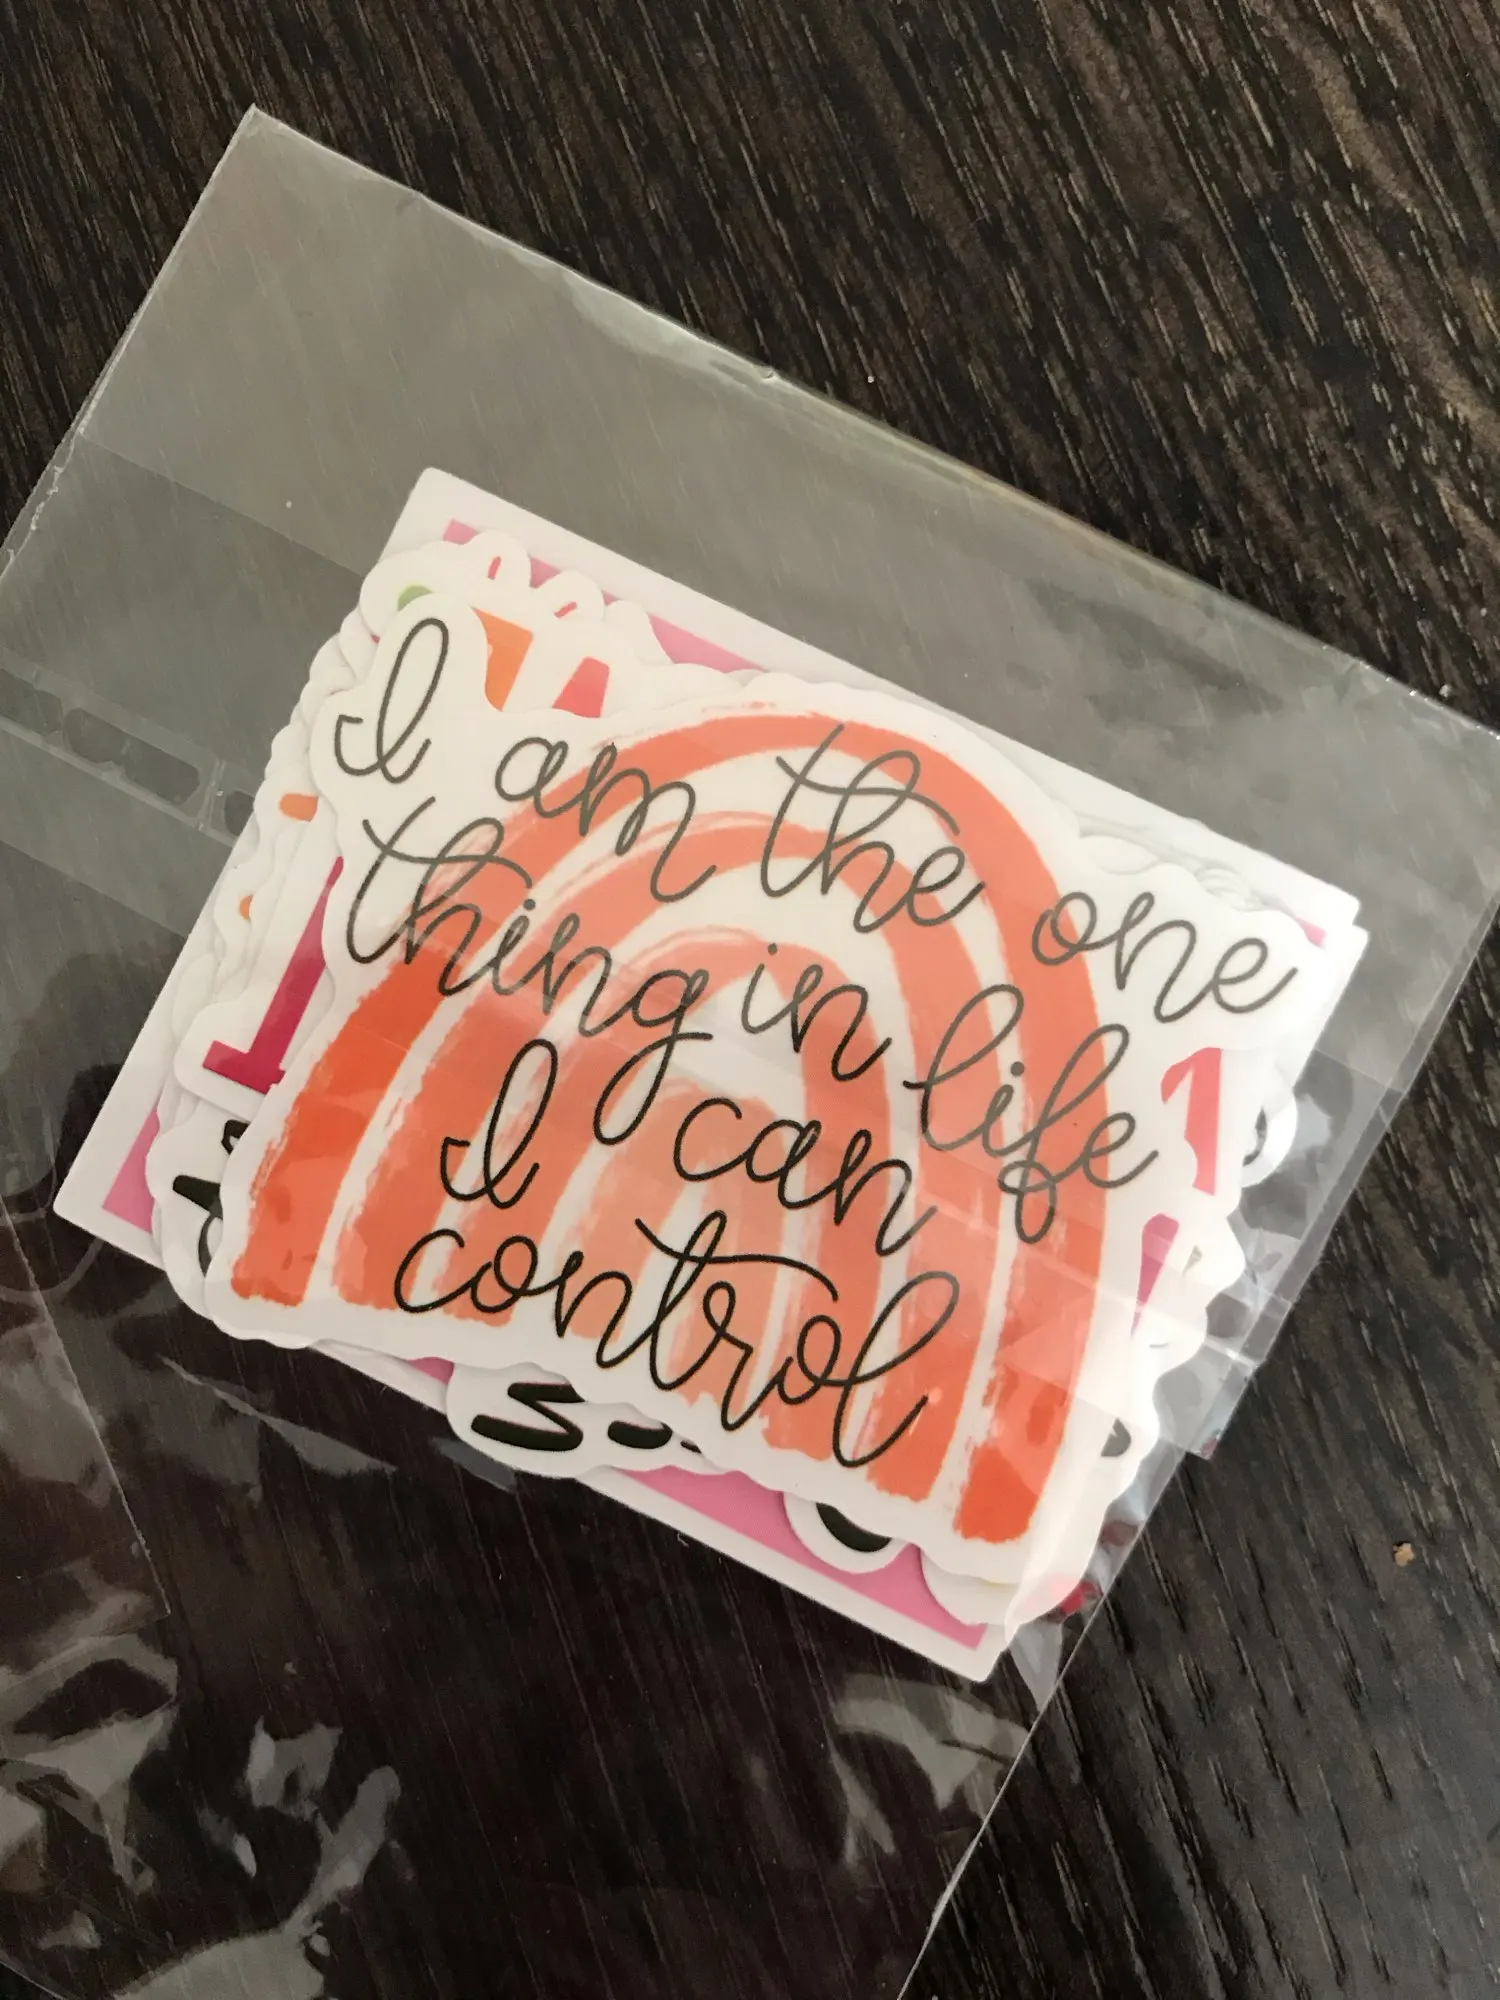 I am the one
thing in life
I can
control